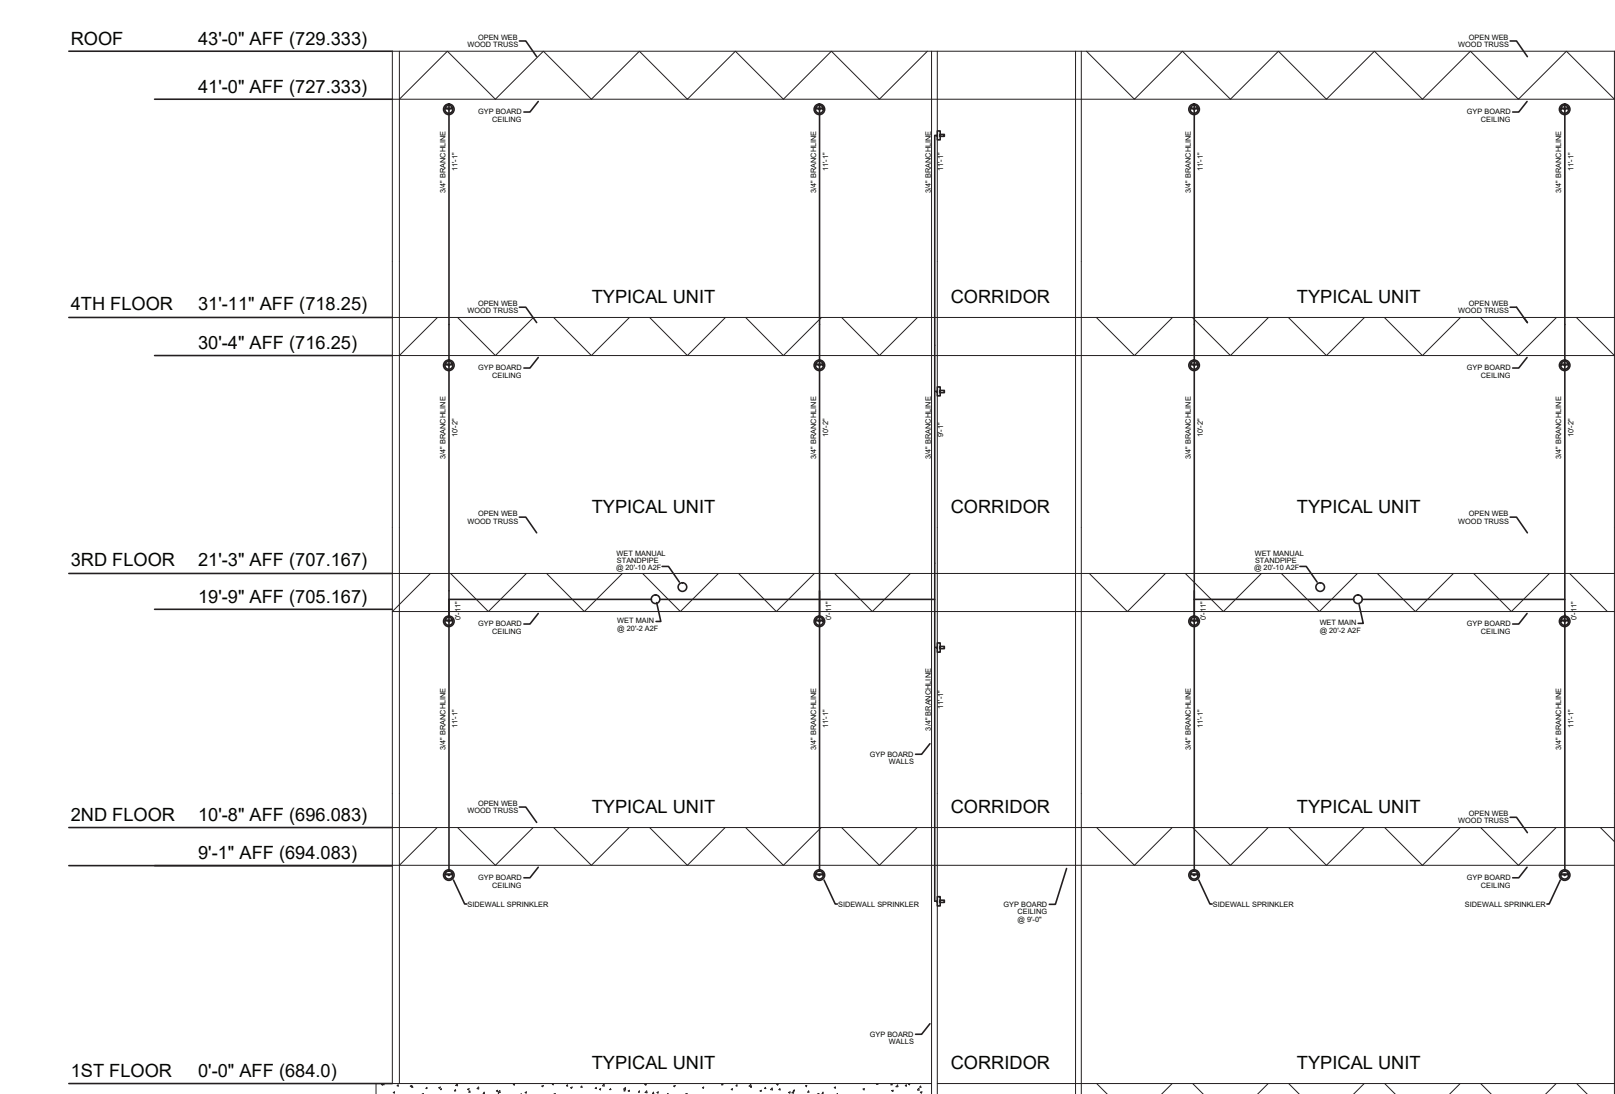 ROOF 43'-0" AFF (729.333)
OPEN WEB
WOOD TRUSS
OPEN WEB
WOOD TRUSS
41'-0" AFF (727.333)
GYP BOARD
CEILING
GYP BOARD
CEILING
3/4" BRANCHLINE
11'-1"
3/4" BRANCHLINE
11'-1"
3/4" BRANCHLINE
11'-1"
3/4" BRANCHLINE
11'-1"
3/4" BRANCHLINE
11'-1"
TYPICAL UNIT
CORRIDOR
TYPICAL UNIT
4TH FLOOR 31'-11" AFF (718.25)
OPEN WEB
WOOD TRUSS
OPEN WEB
WOOD TRUSS
30'-4" AFF (716.25)
GYP BOARD
CEILING
GYP BOARD
CEILING
3/4" BRANCHLINE
10'-2"
3/4" BRANCHLINE
10'-2"
3/4" BRANCHLINE
9'-1"
3/4" BRANCHLINE
10'-2"
3/4" BRANCHLINE
10'-2"
TYPICAL UNIT
CORRIDOR
TYPICAL UNIT
OPEN WEB
WOOD TRUSS
OPEN WEB
WOOD TRUSS
3RD FLOOR 21'-3" AFF (707.167)
WET MANUAL
STANDPIPE
@ 20'-10 A2F
WET MANUAL
STANDPIPE
@ 20'-10 A2F
19'-9" AFF (705.167)
0'-11"
0'-11"
0'-11"
0'-11"
GYP BOARD
CEILING
WET MAIN
@ 20'-2 A2F
WET MAIN
@ 20'-2 A2F
GYP BOARD
CEILING
3/4" BRANCHLINE
11'-1"
3/4" BRANCHLINE
11'-1"
3/4" BRANCHLINE
11'-1"
3/4" BRANCHLINE
11'-1"
3/4" BRANCHLINE
11'-1"
GYP BOARD
WALLS
TYPICAL UNIT
CORRIDOR
TYPICAL UNIT
2ND FLOOR 10'-8" AFF (696.083)
OPEN WEB
WOOD TRUSS
OPEN WEB
WOOD TRUSS
9'-1" AFF (694.083)
GYP BOARD
CEILING
GYP BOARD
CEILING
SIDEWALL SPRINKLER
SIDEWALL SPRINKLER
GYP BOARD
CEILING
@ 9'-0"
SIDEWALL SPRINKLER
SIDEWALL SPRINKLER
GYP BOARD
WALLS
TYPICAL UNIT
CORRIDOR
TYPICAL UNIT
1ST FLOOR 0'-0" AFF (684.0)